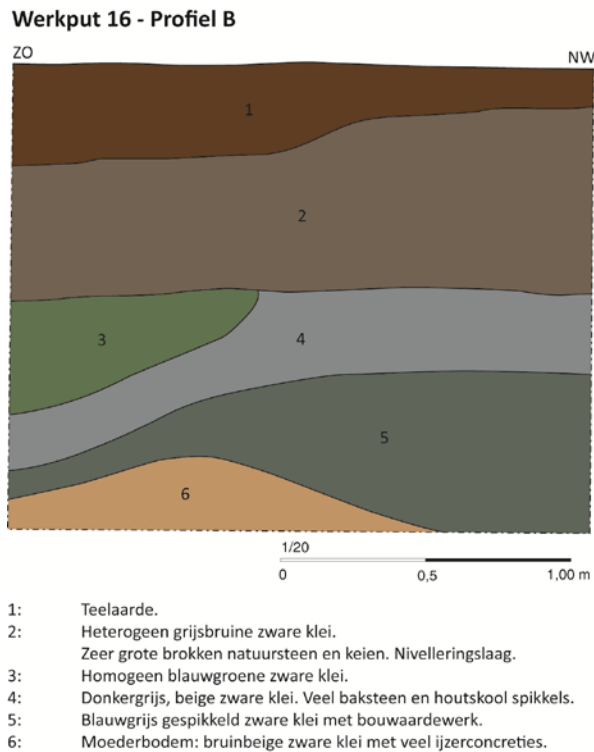 Werkput 16 - Profiel B
ZO
NW
1
2
3
4
5
6
1/20
0
0,5
1,00 m
1: Teelaarde.
2: Heterogeen grijsbruine zware klei.
Zeer grote brokken natuursteen en keien. Nivelleringslaag.
3: Homogeen blauwgroene zware klei.
4: Donkergrijs, beige zware klei. Veel baksteen en houtskool spikkels.
5: Blauwgrijs gespikkeld zware klei met bouwaardewerk.
6: Moederbodem: bruinbeige zware klei met veel ijzerconcreties.